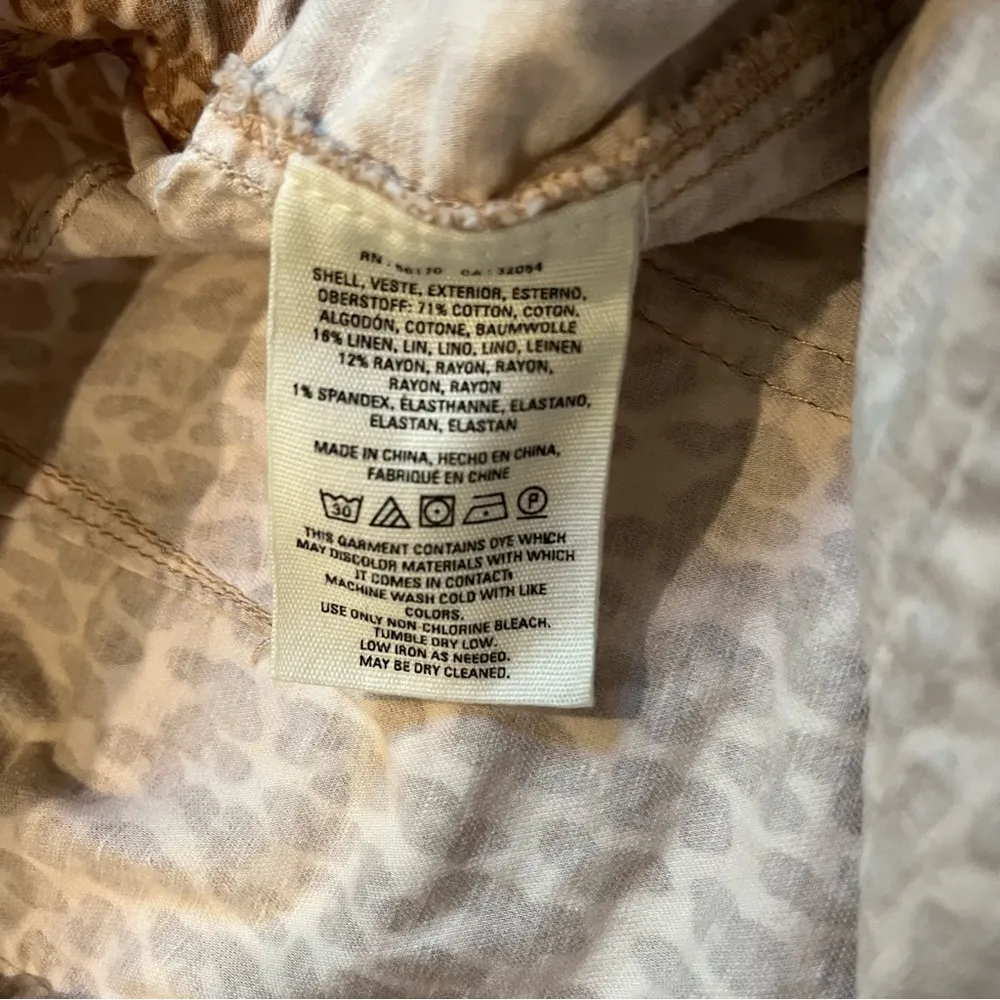 RN : 66170 CA : 32054
SHELL, VESTE, EXTERIOR, ESTERNO,
OBERSTOFF: 71% COTTON, COTON,
ALGODÓN, COTONE, BAUMWOLLE
16% LINEN, LIN, LINO, LINO, LEINEN
12% RAYON, RAYON, RAYON,
RAYON, RAYON
1% SPANDEX, ÉLASTHANNE, ELASTANO,
ELASTAN, ELASTAN
MADE IN CHINA, HECHO EN CHINA,
FABRIQUÉ EN CHINE
30 P
THIS GARMENT CONTAINS DYE WHICH
MAY DISCOLOR MATERIALS WITH WHICH
IT COMES IN CONTACT.
MACHINE WASH COLD WITH LIKE
COLORS.
USE ONLY NON-CHLORINE BLEACH.
TUMBLE DRY LOW.
LOW IRON AS NEEDED.
MAY BE DRY CLEANED.